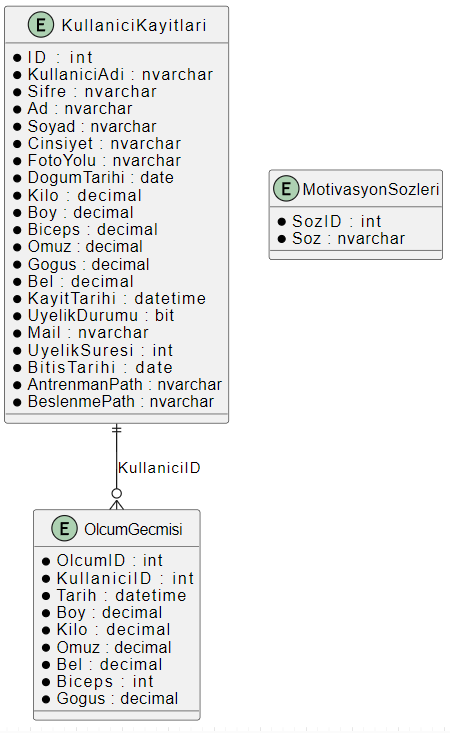 E KullaniciKayitlari
ID : int
KullaniciAdi : nvarchar
Sifre : nvarchar
Ad : nvarchar
Soyad : nvarchar
Cinsiyet : nvarchar
FotoYolu : nvarchar
DogumTarihi : date
Kilo : decimal
Boy : decimal
Biceps : decimal
Omuz : decimal
Gogus : decimal
Bel : decimal
KayitTarihi : datetime
UyelikDurumu : bit
Mail : nvarchar
UyelikSuresi : int
BitisTarihi : date
AntrenmanPath : nvarchar
BeslenmePath : nvarchar
E MotivasyonSozleri
SozID : int
Soz : nvarchar
KullaniciID
E OlcumGecmisi
OlcumID : int
KullaniciID : int
Tarih : datetime
Boy : decimal
Kilo : decimal
Omuz : decimal
Bel : decimal
Biceps : int
Gogus : decimal